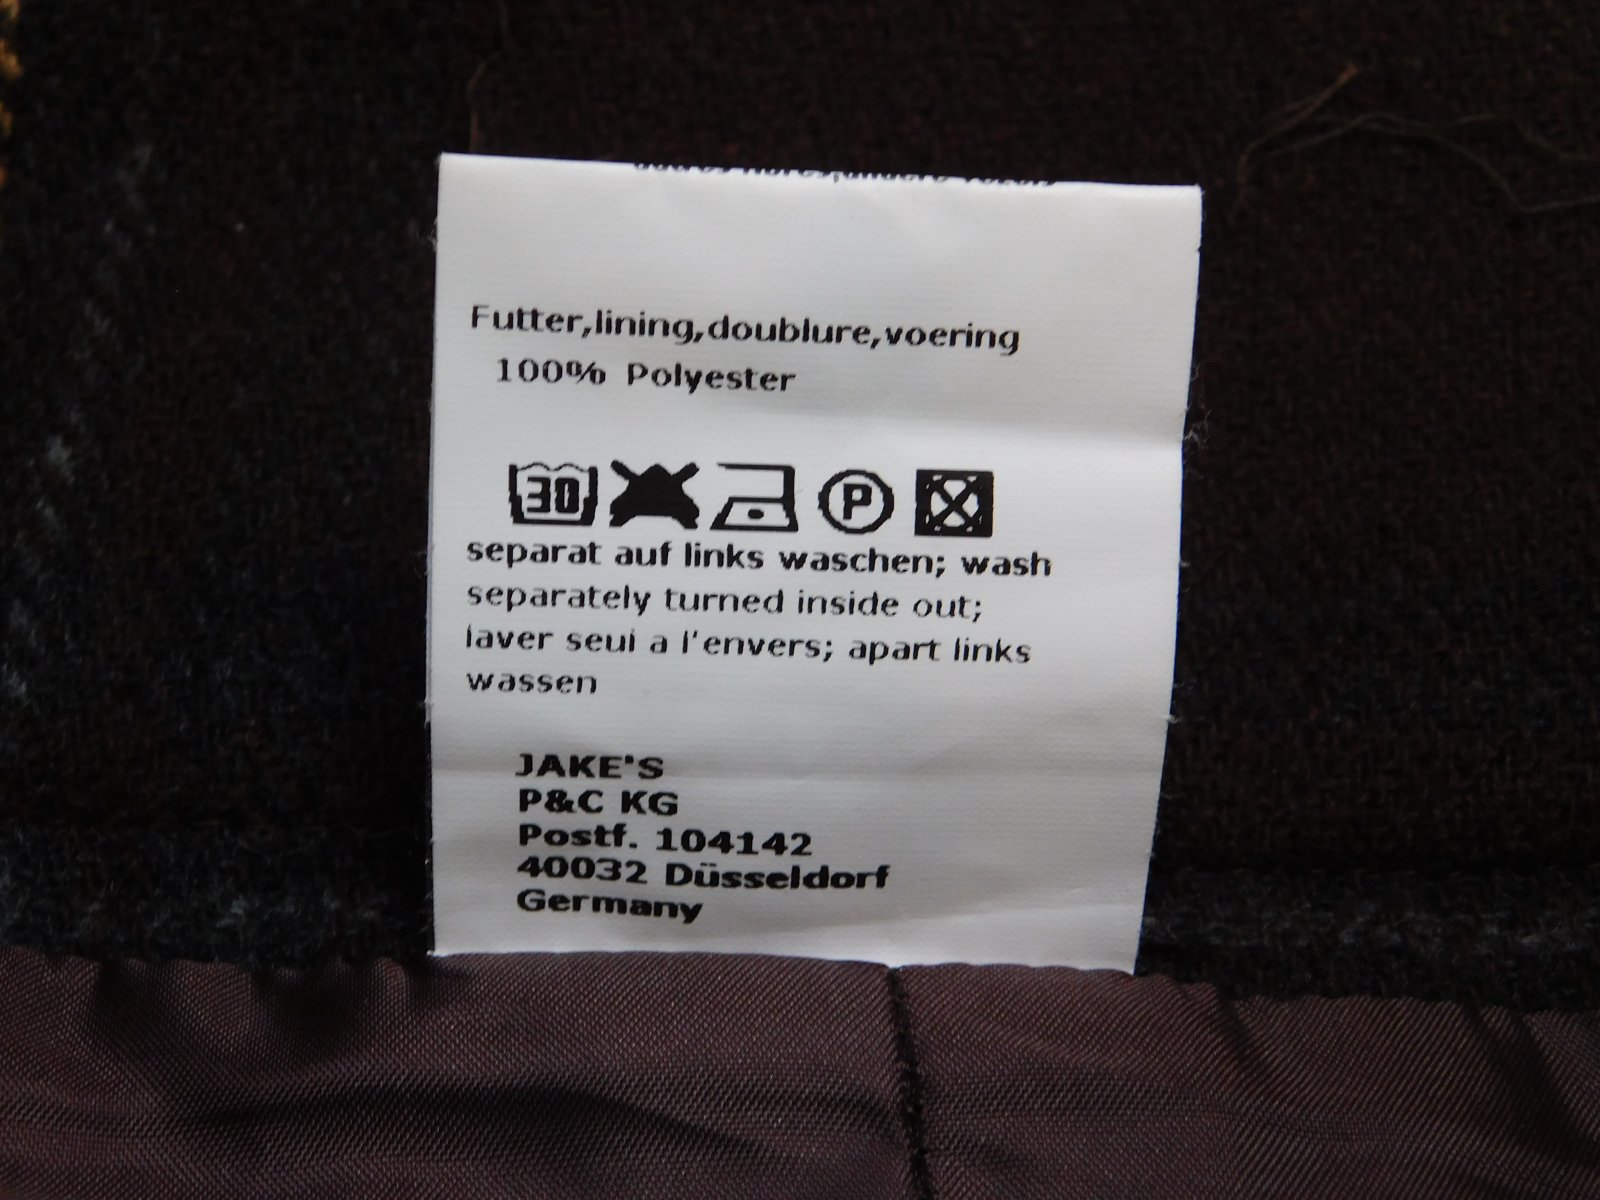 Futter,lining,doublure,voering
100% Polyester
30 P
separat auf links waschen; wash
separately turned inside out;
laver seul a l'envers; apart links
wassen
JAKE'S
P&C KG
Postf. 104142
40032 Düsseldorf
Germany